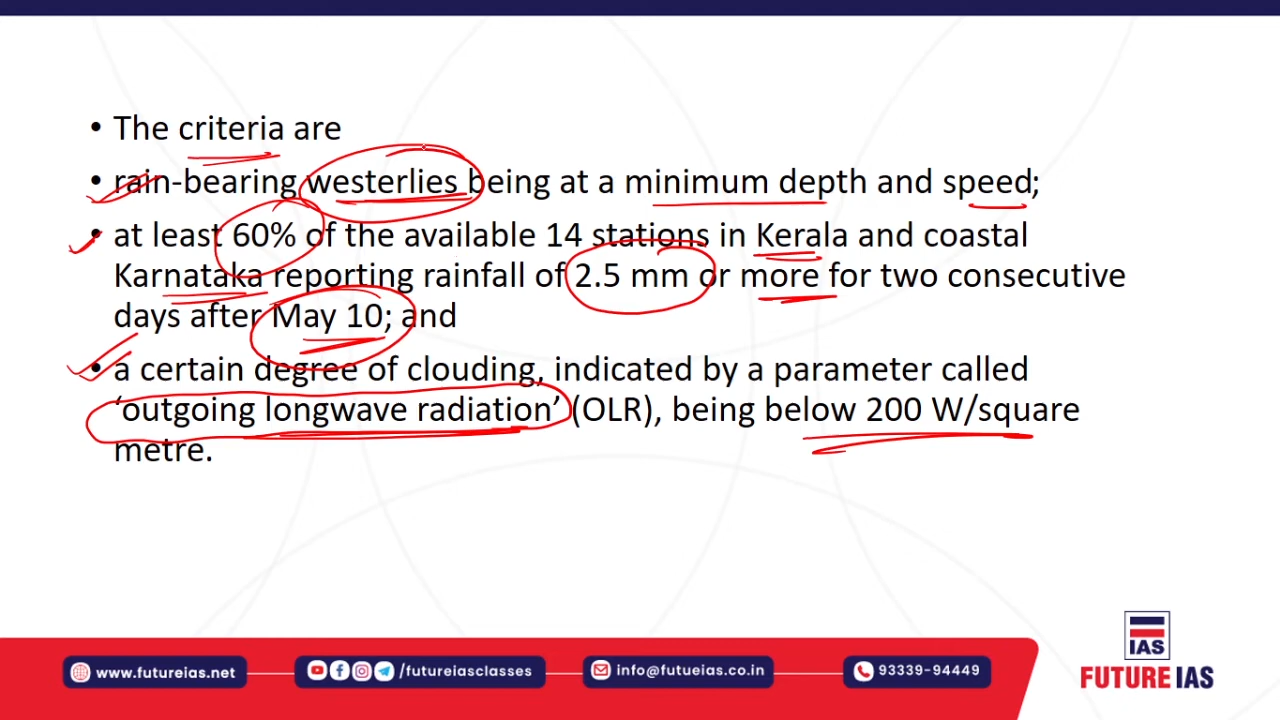 • The criteria are
• rain-bearing westerlies being at a minimum depth and speed;
• at least 60% of the available 14 stations in Kerala and coastal
Karnataka reporting rainfall of 2.5 mm or more for two consecutive
days after May 10; and
• a certain degree of clouding, indicated by a parameter called
‘outgoing longwave radiation’ (OLR), being below 200 W/square
metre.
IAS
www.futureias.net
/futureiasclasses
info@futueias.co.in
93339-94449
FUTURE IAS